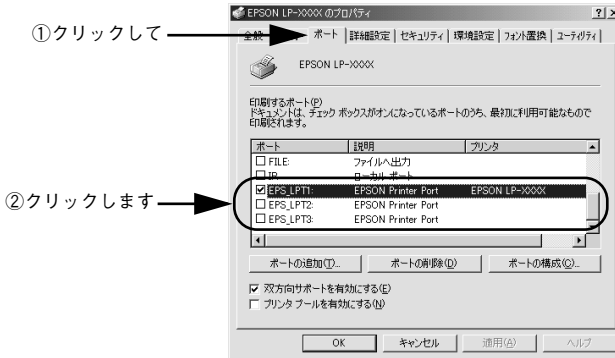 EPSON LP-XXXX のプロパティ
①クリックして
全般
ポート
詳細設定
セキュリティ
環境設定
フォント置換
ユーティリティ
EPSON LP-XXXX
印刷するポート(P)
ドキュメントは、チェック ボックスがオンになっているポートのうち、最初に利用可能なもので
印刷されます。
ポート 説明 プリンタ
FILE: ファイルへ出力
IR ローカル ポート
②クリックします
EPS_LPT1: EPSON Printer Port EPSON LP-XXXX
EPS_LPT2: EPSON Printer Port
EPS_LPT3: EPSON Printer Port
ポートの追加(T)... ポートの削除(D) ポートの構成(C)...
双方向サポートを有効にする(E)
プリンタ プールを有効にする(N)
OK キャンセル 適用(A) ヘルプ